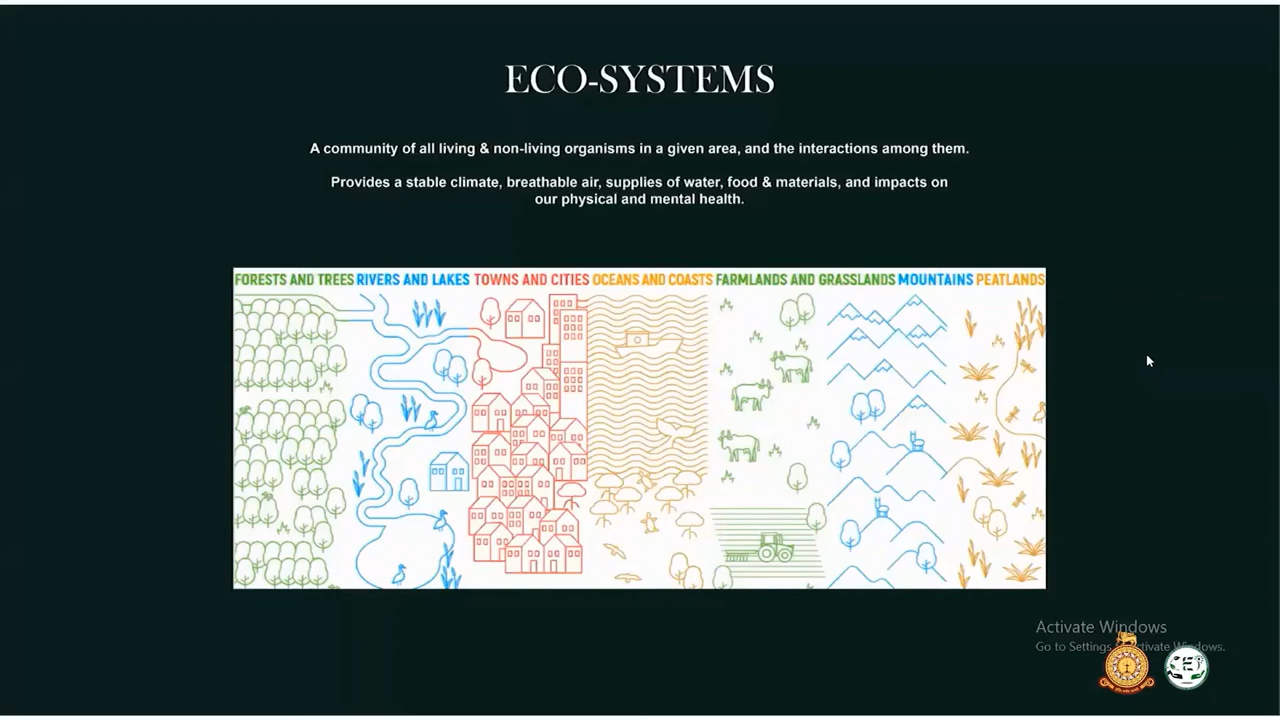 ECO-SYSTEMS
A community of all living & non-living organisms in a given area, and the interactions among them.
Provides a stable climate, breathable air, supplies of water, food & materials, and impacts on
our physical and mental health.
FORESTS AND TREES RIVERS AND LAKES TOWNS AND CITIES OCEANS AND COASTS FARMLANDS AND GRASSLANDS MOUNTAINS PEATLANDS
Activate Windows
Go to Settings Activate Windows.